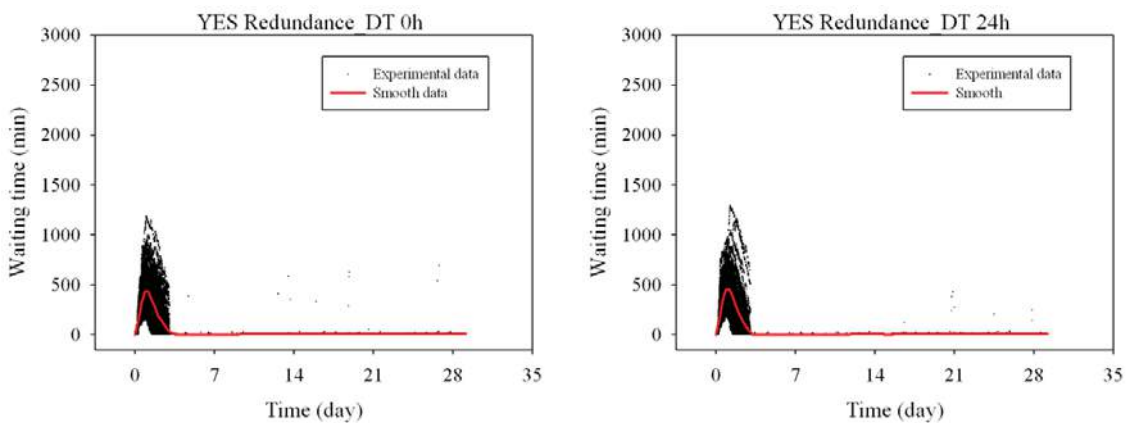 YES Redundance_DT 0h
3000
2500
2000
1500
1000
500
0
Waiting time (min)
Experimental data
Smooth data
0 7 14 21 28 35
Time (day)
YES Redundance_DT 24h
3000
2500
2000
1500
1000
500
0
Waiting time (min)
Experimental data
Smooth
0 7 14 21 28 35
Time (day)